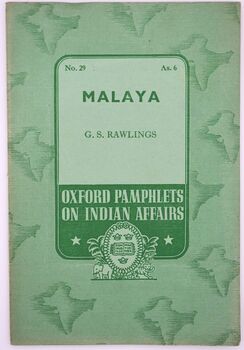 No. 29 As. 6
MALAYA
G. S. RAWLINGS
OXFORD PAMPHLETS
ON INDIAN AFFAIRS